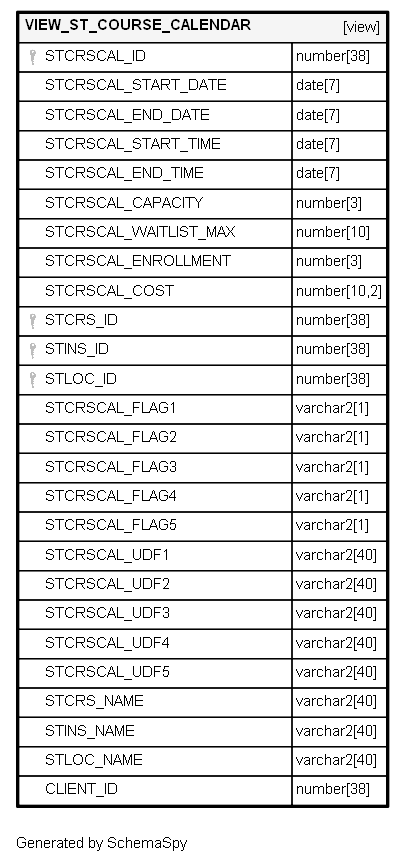 VIEW_ST_COURSE_CALENDAR [view]
STCRSCAL_ID number[38]
STCRSCAL_START_DATE date[7]
STCRSCAL_END_DATE date[7]
STCRSCAL_START_TIME date[7]
STCRSCAL_END_TIME date[7]
STCRSCAL_CAPACITY number[3]
STCRSCAL_WAITLIST_MAX number[10]
STCRSCAL_ENROLLMENT number[3]
STCRSCAL_COST number[10,2]
STCRS_ID number[38]
STINS_ID number[38]
STLOC_ID number[38]
STCRSCAL_FLAG1 varchar2[1]
STCRSCAL_FLAG2 varchar2[1]
STCRSCAL_FLAG3 varchar2[1]
STCRSCAL_FLAG4 varchar2[1]
STCRSCAL_FLAG5 varchar2[1]
STCRSCAL_UDF1 varchar2[40]
STCRSCAL_UDF2 varchar2[40]
STCRSCAL_UDF3 varchar2[40]
STCRSCAL_UDF4 varchar2[40]
STCRSCAL_UDF5 varchar2[40]
STCRS_NAME varchar2[40]
STINS_NAME varchar2[40]
STLOC_NAME varchar2[40]
CLIENT_ID number[38]
Generated by SchemaSpy